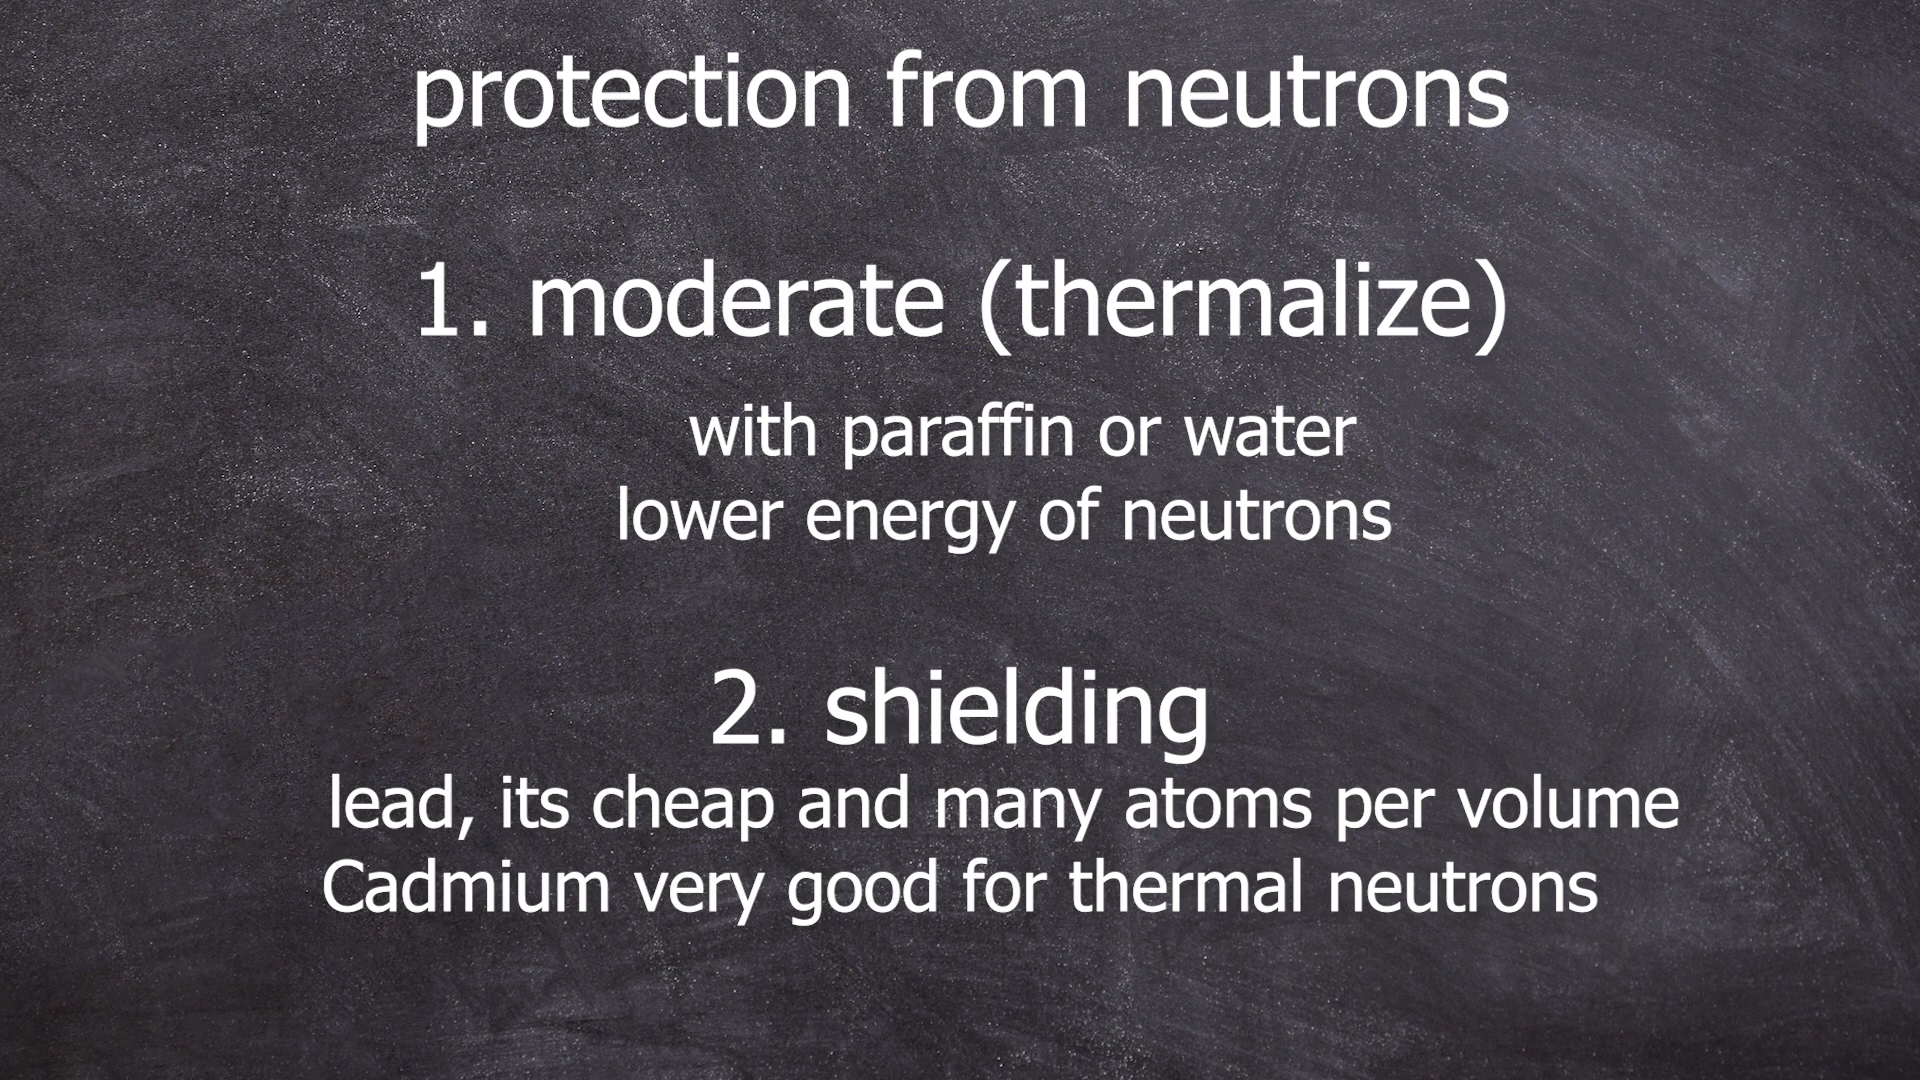 protection from neutrons
1. moderate (thermalize)
with paraffin or water
lower energy of neutrons
2. shielding
lead, its cheap and many atoms per volume
Cadmium very good for thermal neutrons